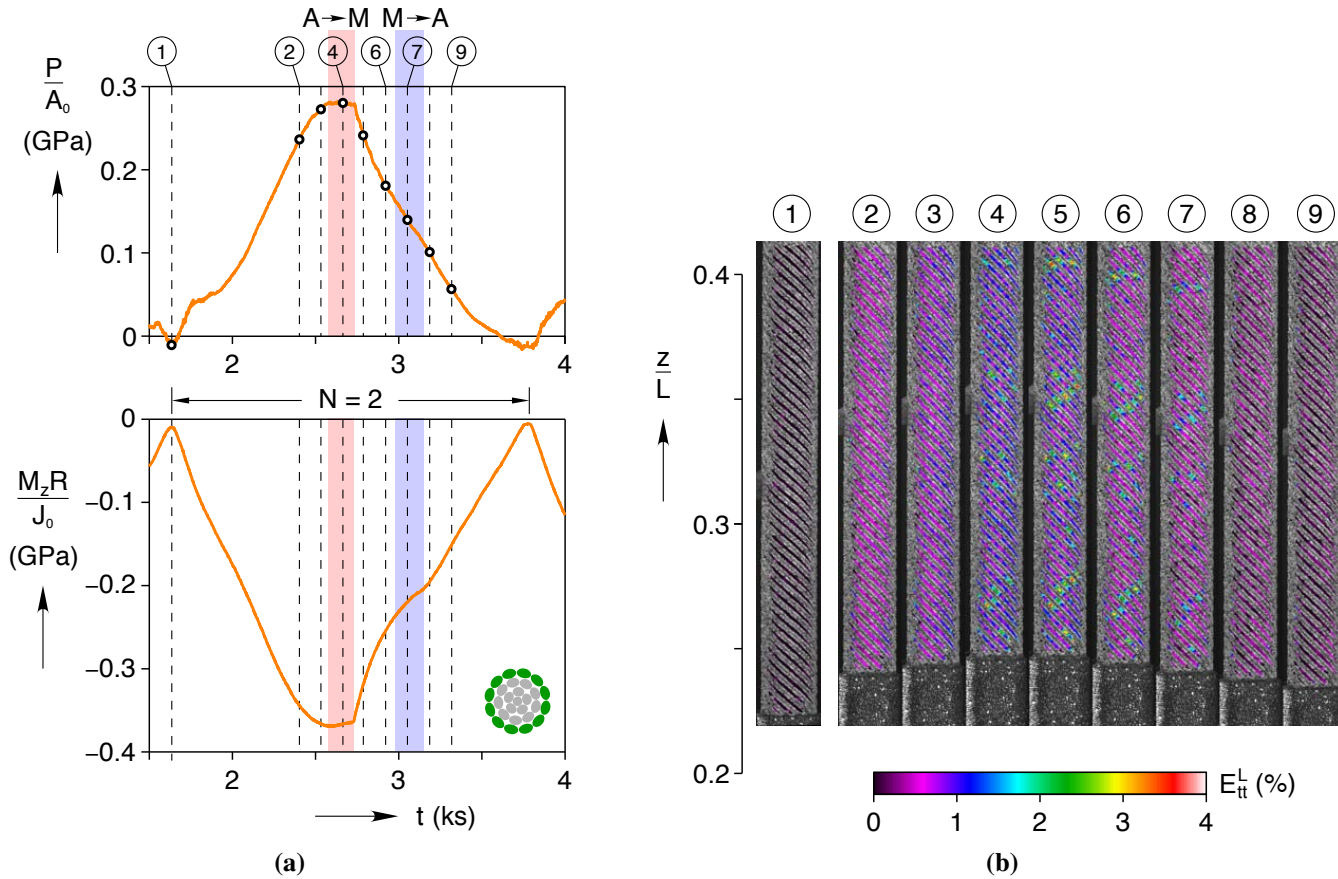 A → M M → A
1 2 4 6 7 9
P/A₀ (GPa)
0.3
0.2
0.1
0
2 3 4
N = 2
M_zR/J₀ (GPa)
0
−0.1
−0.2
−0.3
−0.4
2 3 4
t (ks)
(a)
1 2 3 4 5 6 7 8 9
z/L
0.4
0.3
0.2
E^L_tt (%)
0 1 2 3 4
(b)